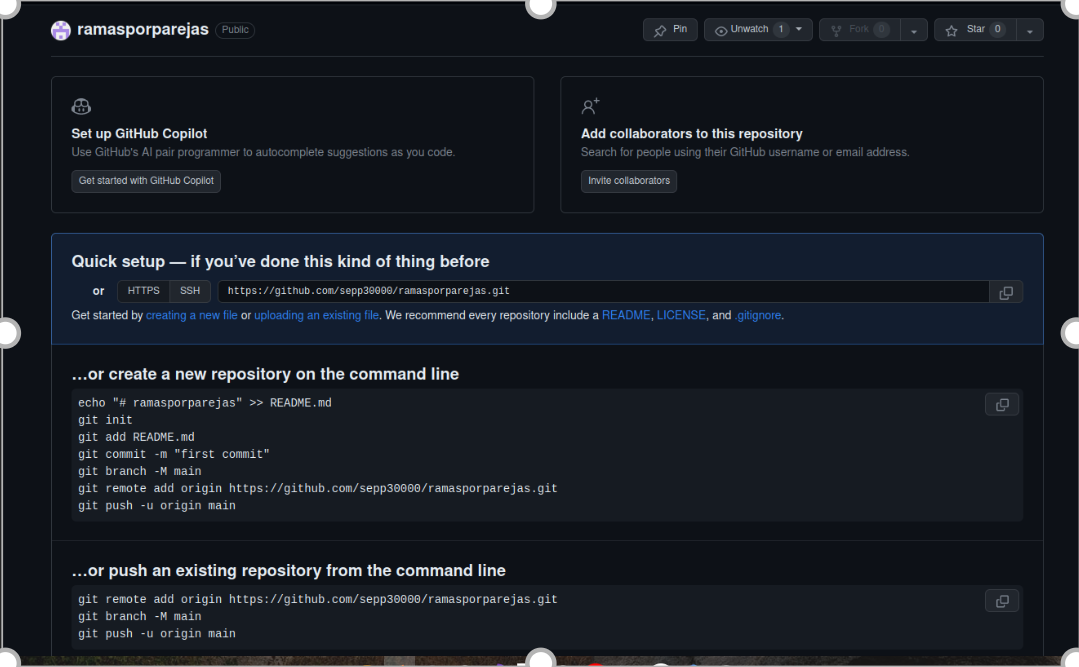 ramasporparejas Public Pin Unwatch 1 Fork 0 Star 0
Set up GitHub Copilot
Use GitHub's AI pair programmer to autocomplete suggestions as you code.
Get started with GitHub Copilot
Add collaborators to this repository
Search for people using their GitHub username or email address.
Invite collaborators
Quick setup — if you’ve done this kind of thing before
or HTTPS SSH https://github.com/sepp30000/ramasporparejas.git
Get started by creating a new file or uploading an existing file. We recommend every repository include a README, LICENSE, and .gitignore.
…or create a new repository on the command line
echo "# ramasporparejas" >> README.md
git init
git add README.md
git commit -m "first commit"
git branch -M main
git remote add origin https://github.com/sepp30000/ramasporparejas.git
git push -u origin main
…or push an existing repository from the command line
git remote add origin https://github.com/sepp30000/ramasporparejas.git
git branch -M main
git push -u origin main